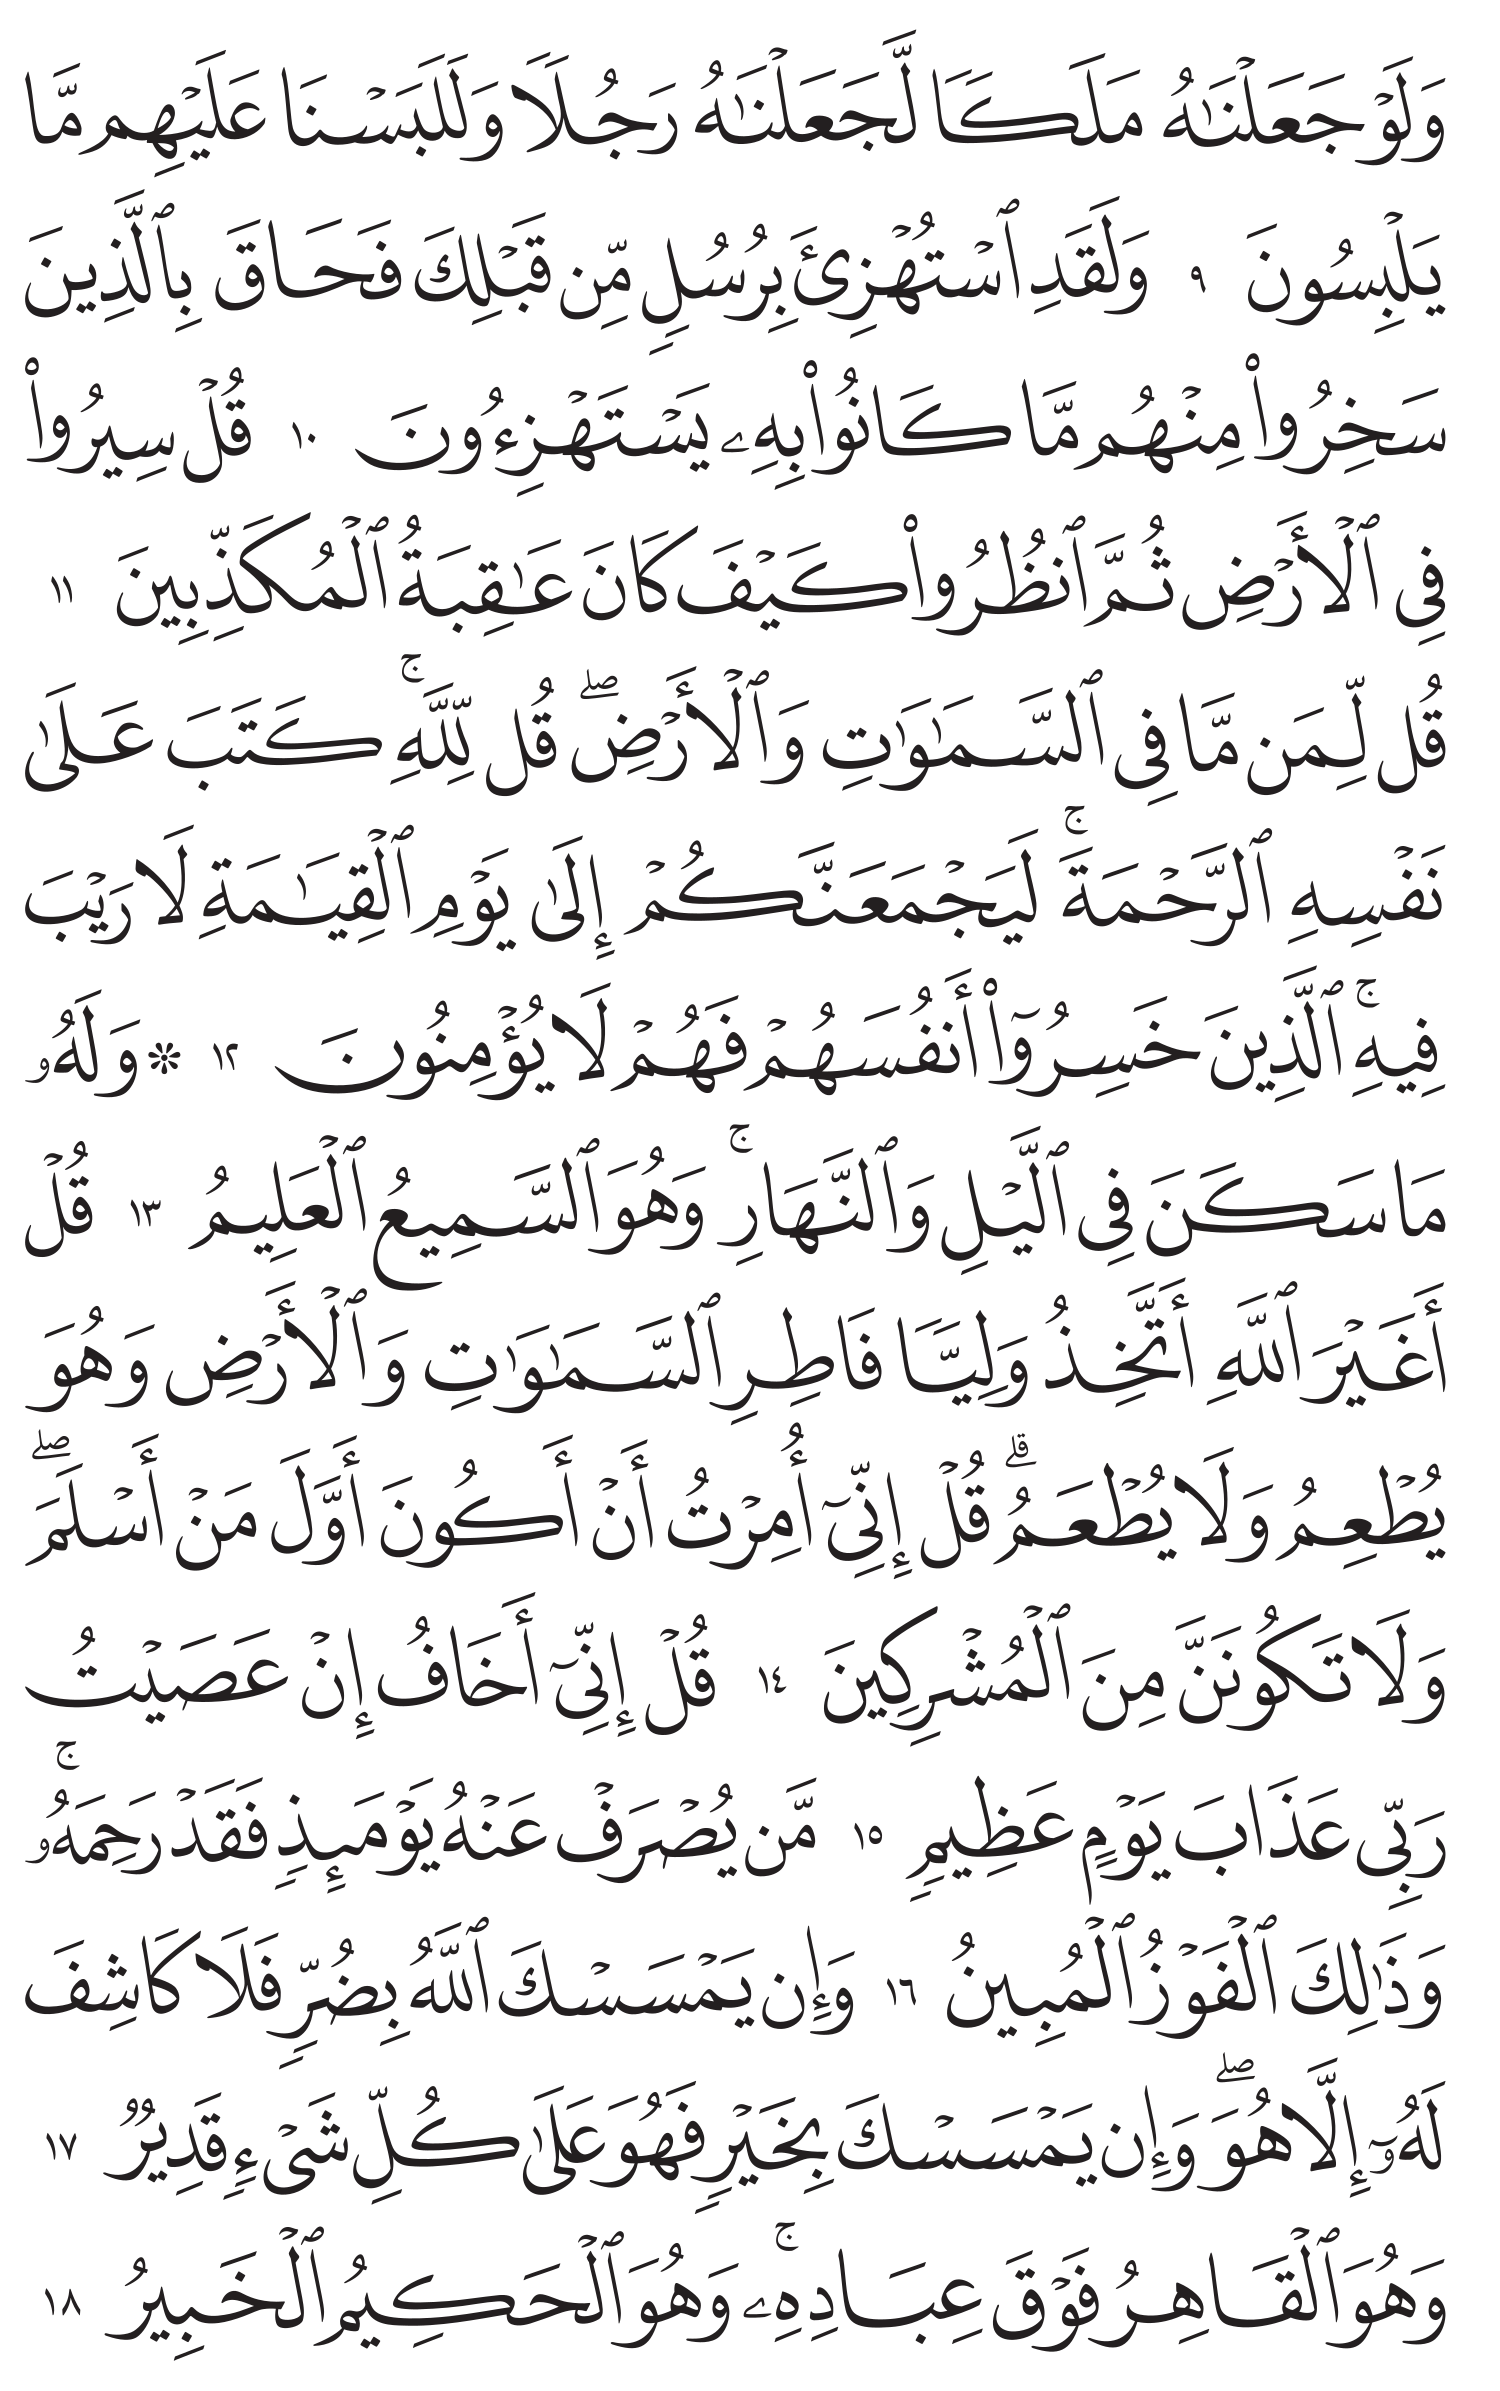 وَلَوۡ جَعَلۡنَٰهُ مَلَكٗا لَّجَعَلۡنَٰهُ رَجُلٗا وَلَلَبَسۡنَا عَلَيۡهِم مَّا
يَلۡبِسُونَ ٩ وَلَقَدِ ٱسۡتُهۡزِئَ بِرُسُلٖ مِّن قَبۡلِكَ فَحَاقَ بِٱلَّذِينَ
سَخِرُواْ مِنۡهُم مَّا كَانُواْ بِهِۦ يَسۡتَهۡزِءُونَ ١٠ قُلۡ سِيرُواْ
فِي ٱلۡأَرۡضِ ثُمَّ ٱنظُرُواْ كَيۡفَ كَانَ عَٰقِبَةُ ٱلۡمُكَذِّبِينَ ١١
قُل لِّمَن مَّا فِي ٱلسَّمَٰوَٰتِ وَٱلۡأَرۡضِۖ قُل لِّلَّهِۚ كَتَبَ عَلَىٰ
نَفۡسِهِ ٱلرَّحۡمَةَۚ لَيَجۡمَعَنَّكُمۡ إِلَىٰ يَوۡمِ ٱلۡقِيَٰمَةِ لَا رَيۡبَ
فِيهِۚ ٱلَّذِينَ خَسِرُوٓاْ أَنفُسَهُمۡ فَهُمۡ لَا يُؤۡمِنُونَ ١٢ ۞ وَلَهُۥ
مَا سَكَنَ فِي ٱلَّيۡلِ وَٱلنَّهَارِۚ وَهُوَ ٱلسَّمِيعُ ٱلۡعَلِيمُ ١٣ قُلۡ
أَغَيۡرَ ٱللَّهِ أَتَّخِذُ وَلِيّٗا فَاطِرِ ٱلسَّمَٰوَٰتِ وَٱلۡأَرۡضِ وَهُوَ
يُطۡعِمُ وَلَا يُطۡعَمُۗ قُلۡ إِنِّيٓ أُمِرۡتُ أَنۡ أَكُونَ أَوَّلَ مَنۡ أَسۡلَمَۖ
وَلَا تَكُونَنَّ مِنَ ٱلۡمُشۡرِكِينَ ١٤ قُلۡ إِنِّيٓ أَخَافُ إِنۡ عَصَيۡتُ
رَبِّي عَذَابَ يَوۡمٍ عَظِيمٖ ١٥ مَّن يُصۡرَفۡ عَنۡهُ يَوۡمَئِذٖ فَقَدۡ رَحِمَهُۥۚ
وَذَٰلِكَ ٱلۡفَوۡزُ ٱلۡمُبِينُ ١٦ وَإِن يَمۡسَسۡكَ ٱللَّهُ بِضُرّٖ فَلَا كَاشِفَ
لَهُۥٓ إِلَّا هُوَۖ وَإِن يَمۡسَسۡكَ بِخَيۡرٖ فَهُوَ عَلَىٰ كُلِّ شَيۡءٖ قَدِيرٞ ١٧
وَهُوَ ٱلۡقَاهِرُ فَوۡقَ عِبَادِهِۦۚ وَهُوَ ٱلۡحَكِيمُ ٱلۡخَبِيرُ ١٨